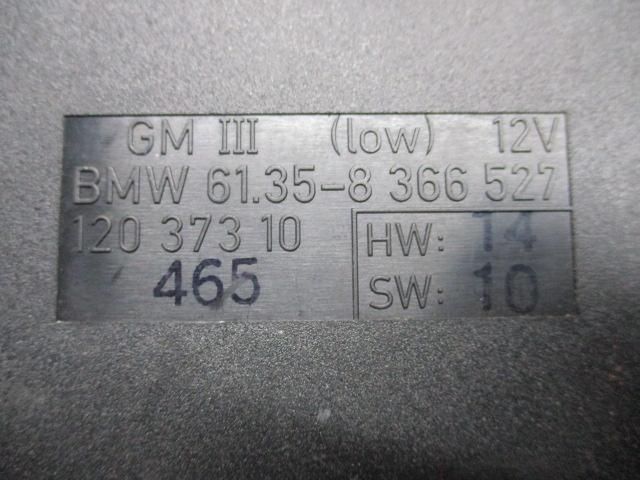 GM III (low) 12V
BMW 61.35-8 366 527
120 373 10 HW: 14
465 SW: 10